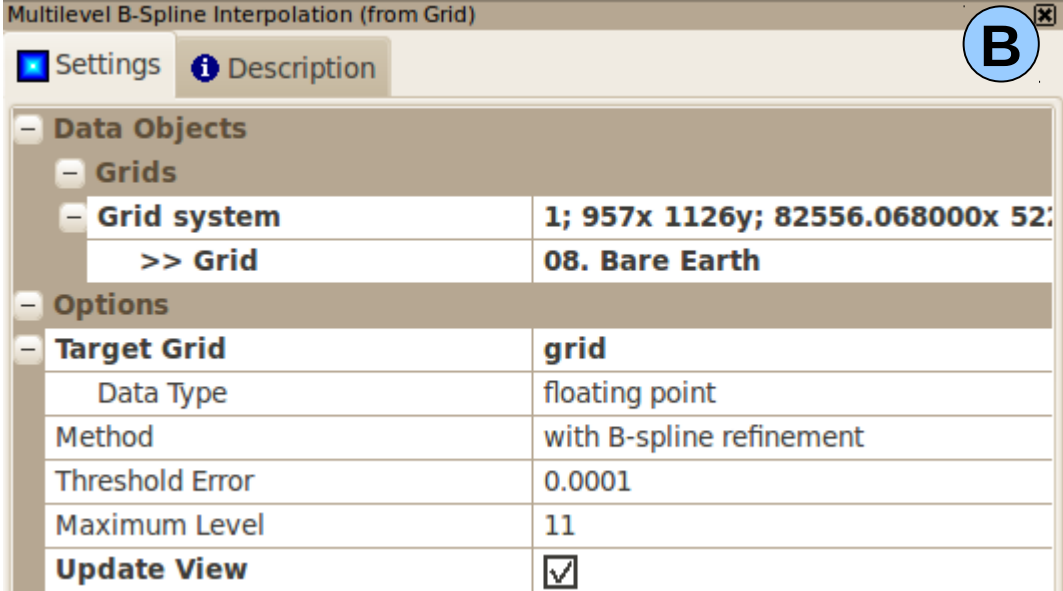 Multilevel B-Spline Interpolation (from Grid)
B
Settings Description
Data Objects
Grids
Grid system 1; 957x 1126y; 82556.068000x
>> Grid 08. Bare Earth
Options
Target Grid grid
Data Type floating point
Method with B-spline refinement
Threshold Error 0.0001
Maximum Level 11
Update View